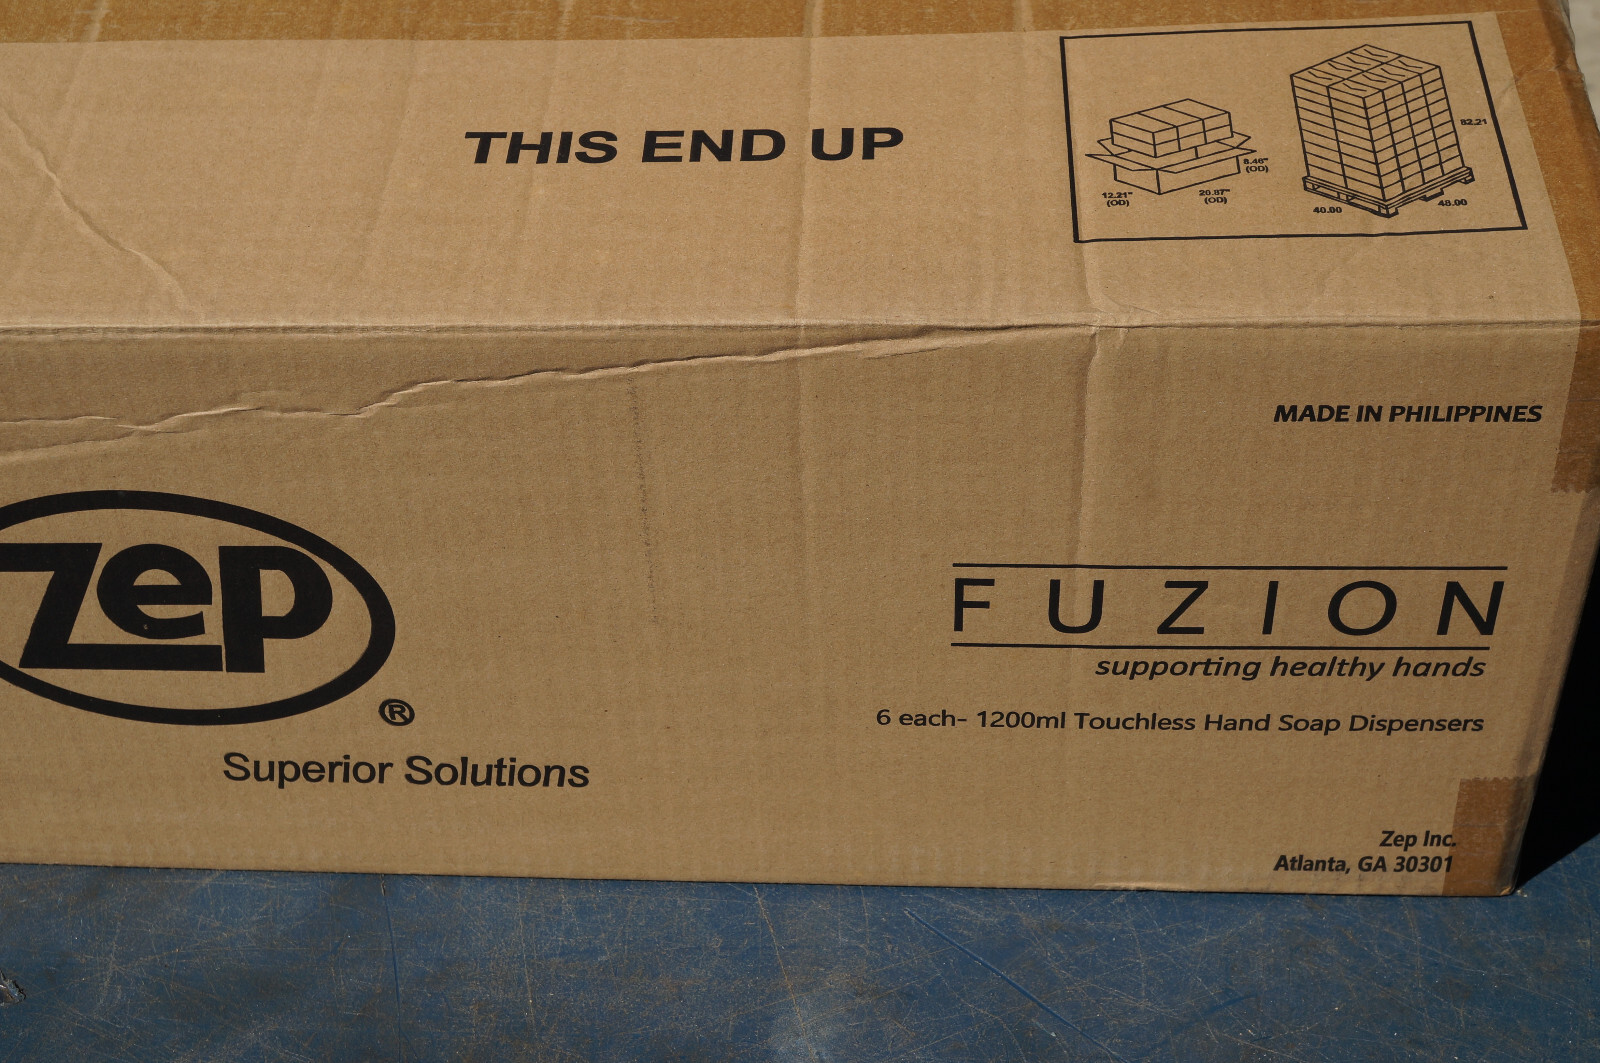 THIS END UP
8.46"
(OD)
12.21"
(OD)
20.87"
(OD)
82.21
40.00
48.00
MADE IN PHILIPPINES
zep
®
Superior Solutions
FUZION
supporting healthy hands
6 each- 1200ml Touchless Hand Soap Dispensers
Zep Inc.
Atlanta, GA 30301